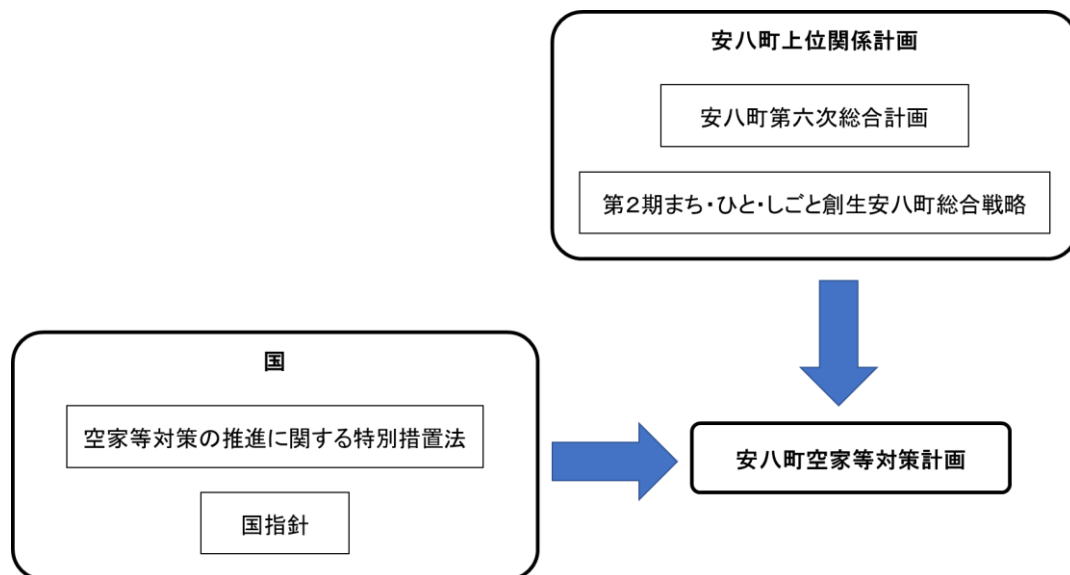 安八町上位関係計画
安八町第六次総合計画
第2期まち・ひと・しごと創生安八町総合戦略
国
空家等対策の推進に関する特別措置法
国指針
安八町空家等対策計画